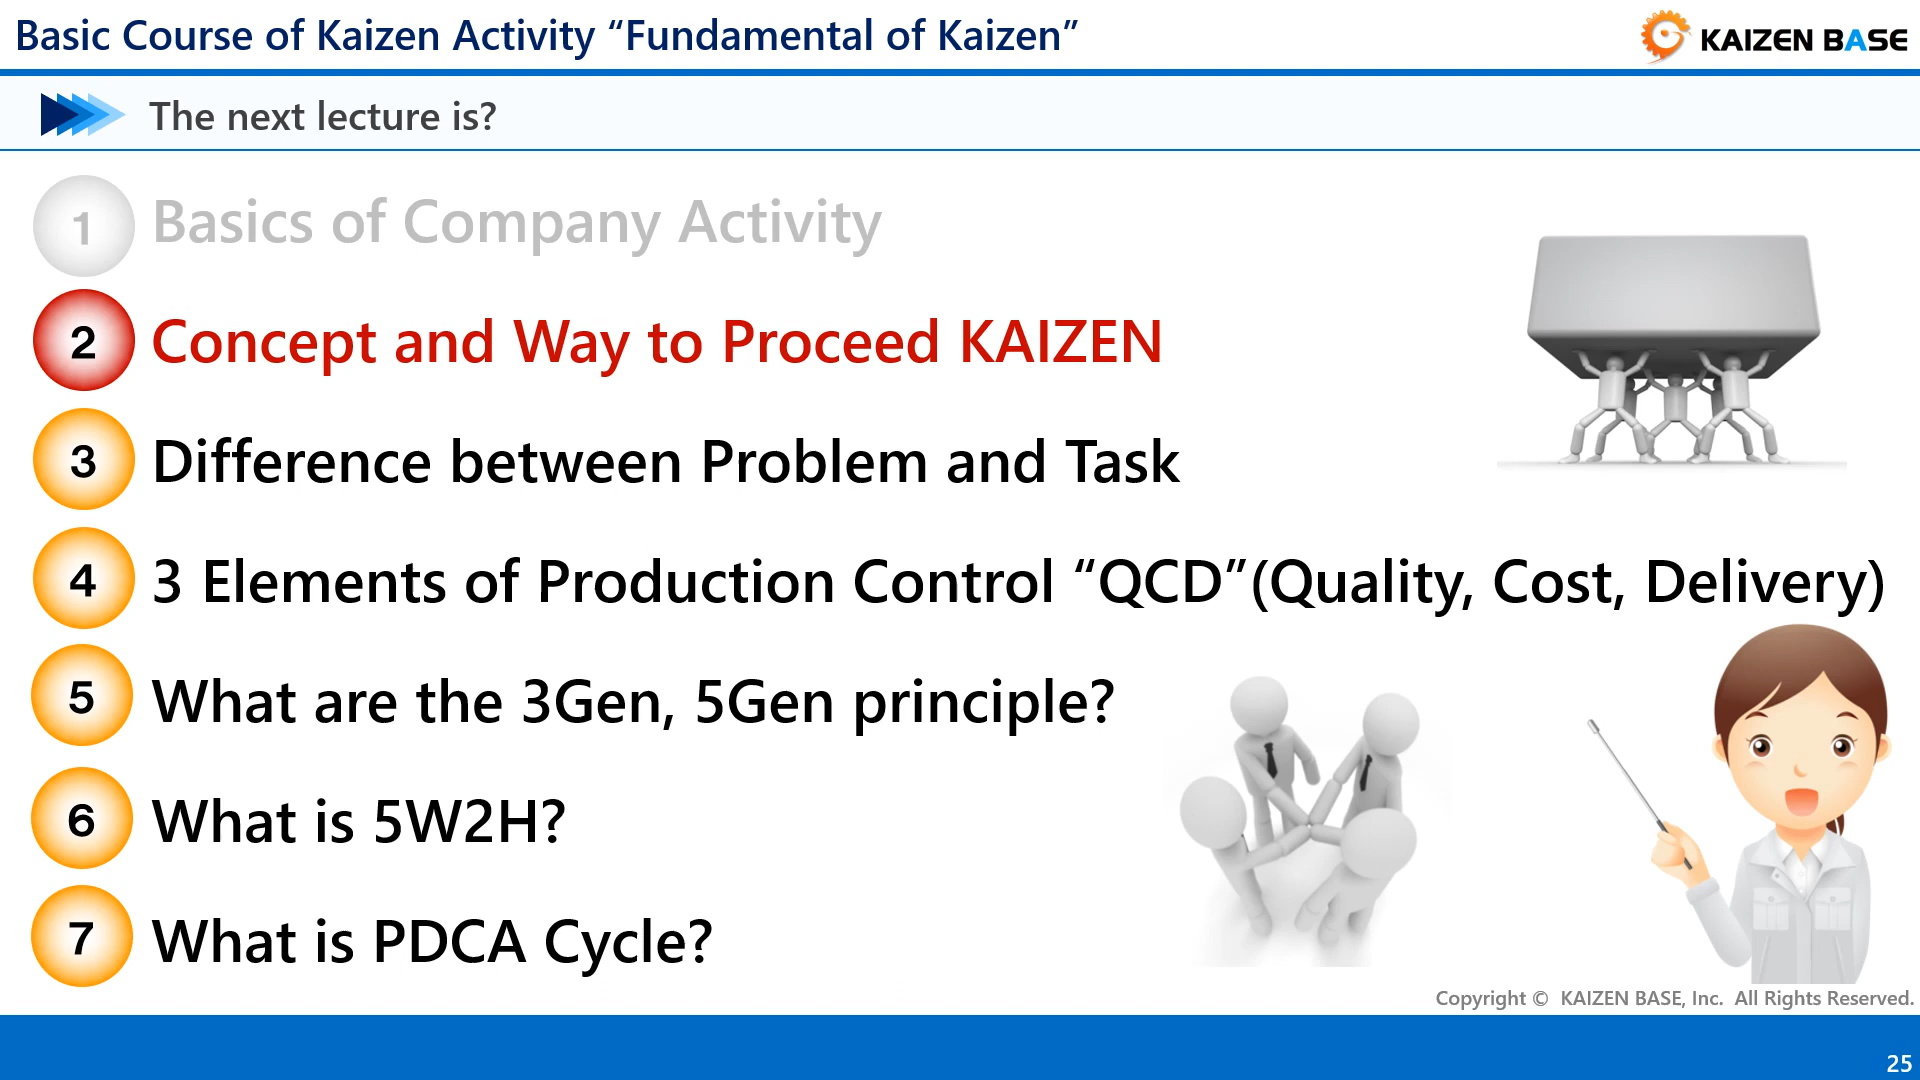 Basic Course of Kaizen Activity “Fundamental of Kaizen”
KAIZEN BASE
The next lecture is?
1 Basics of Company Activity
2 Concept and Way to Proceed KAIZEN
3 Difference between Problem and Task
4 3 Elements of Production Control “QCD”(Quality, Cost, Delivery)
5 What are the 3Gen, 5Gen principle?
6 What is 5W2H?
7 What is PDCA Cycle?
Copyright © KAIZEN BASE, Inc. All Rights Reserved.
25